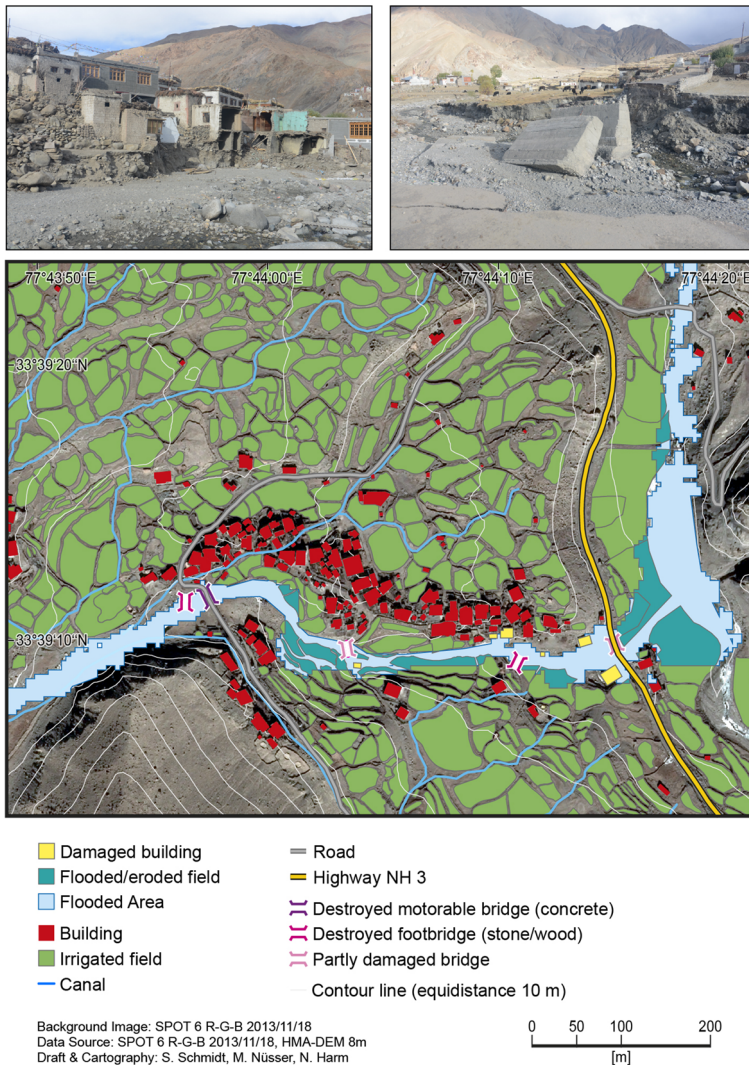 77°43'50"E
77°44'00"E
77°44'10"E
77°44'20"E
33°39'20"N
33°39'10"N
Damaged building
Flooded/eroded field
Flooded Area
Building
Irrigated field
Canal
Road
Highway NH 3
Destroyed motorable bridge (concrete)
Destroyed footbridge (stone/wood)
Partly damaged bridge
Contour line (equidistance 10 m)
Background Image: SPOT 6 R-G-B 2013/11/18
Data Source: SPOT 6 R-G-B 2013/11/18, HMA-DEM 8m
Draft & Cartography: S. Schmidt, M. Nüsser, N. Harm
0 50 100 200
[m]